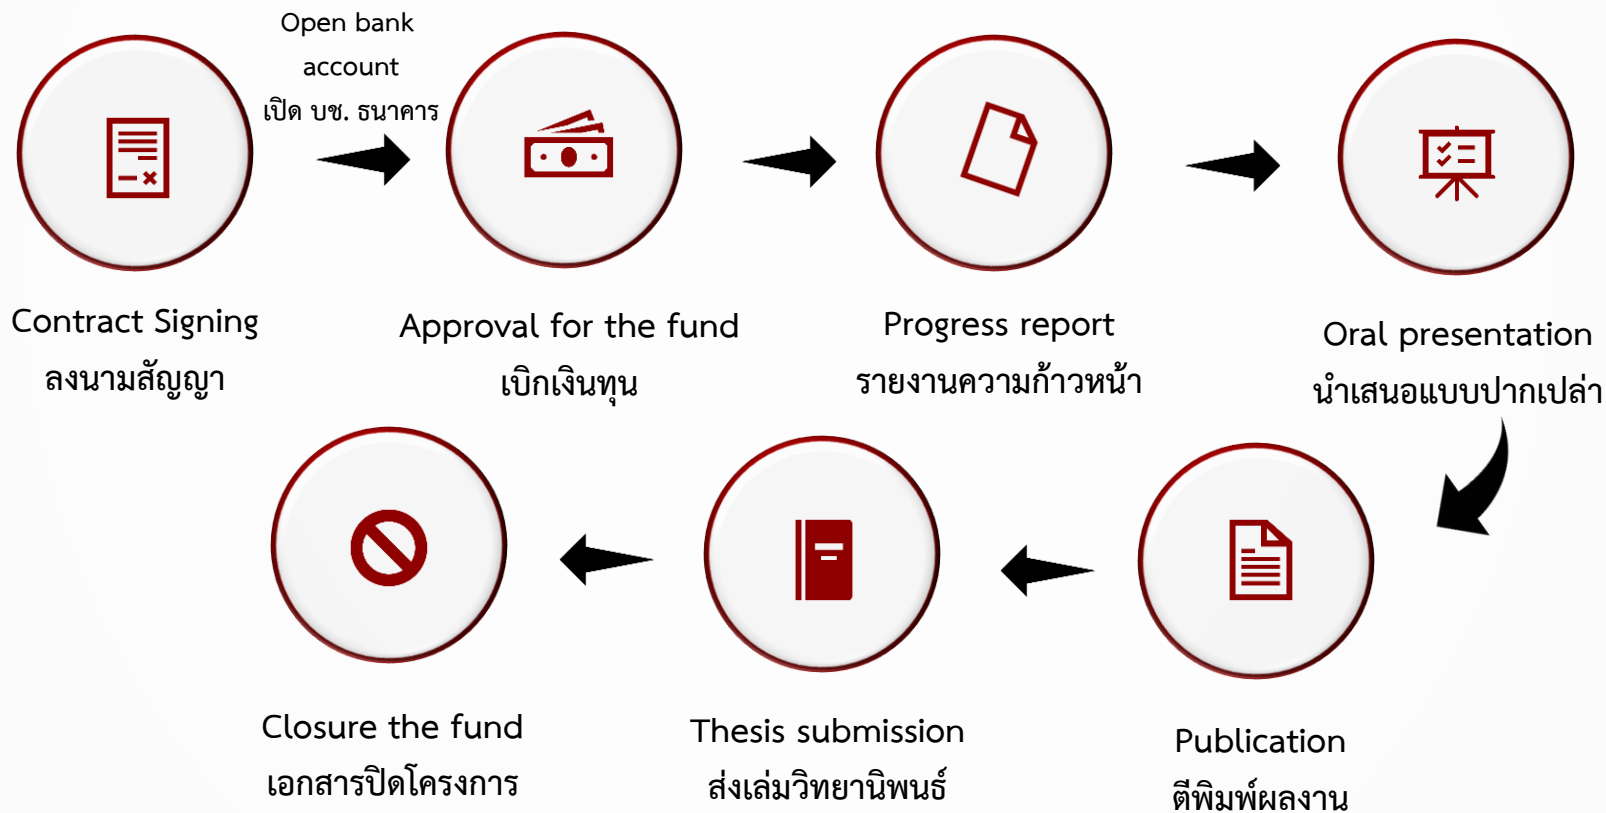 Open bank
account
เปิด บช. ธนาคาร
Contract Signing
ลงนามสัญญา
Approval for the fund
เบิกเงินทุน
Progress report
รายงานความก้าวหน้า
Oral presentation
นำเสนอแบบปากเปล่า
Publication
ตีพิมพ์ผลงาน
Thesis submission
ส่งเล่มวิทยานิพนธ์
Closure the fund
เอกสารปิดโครงการ